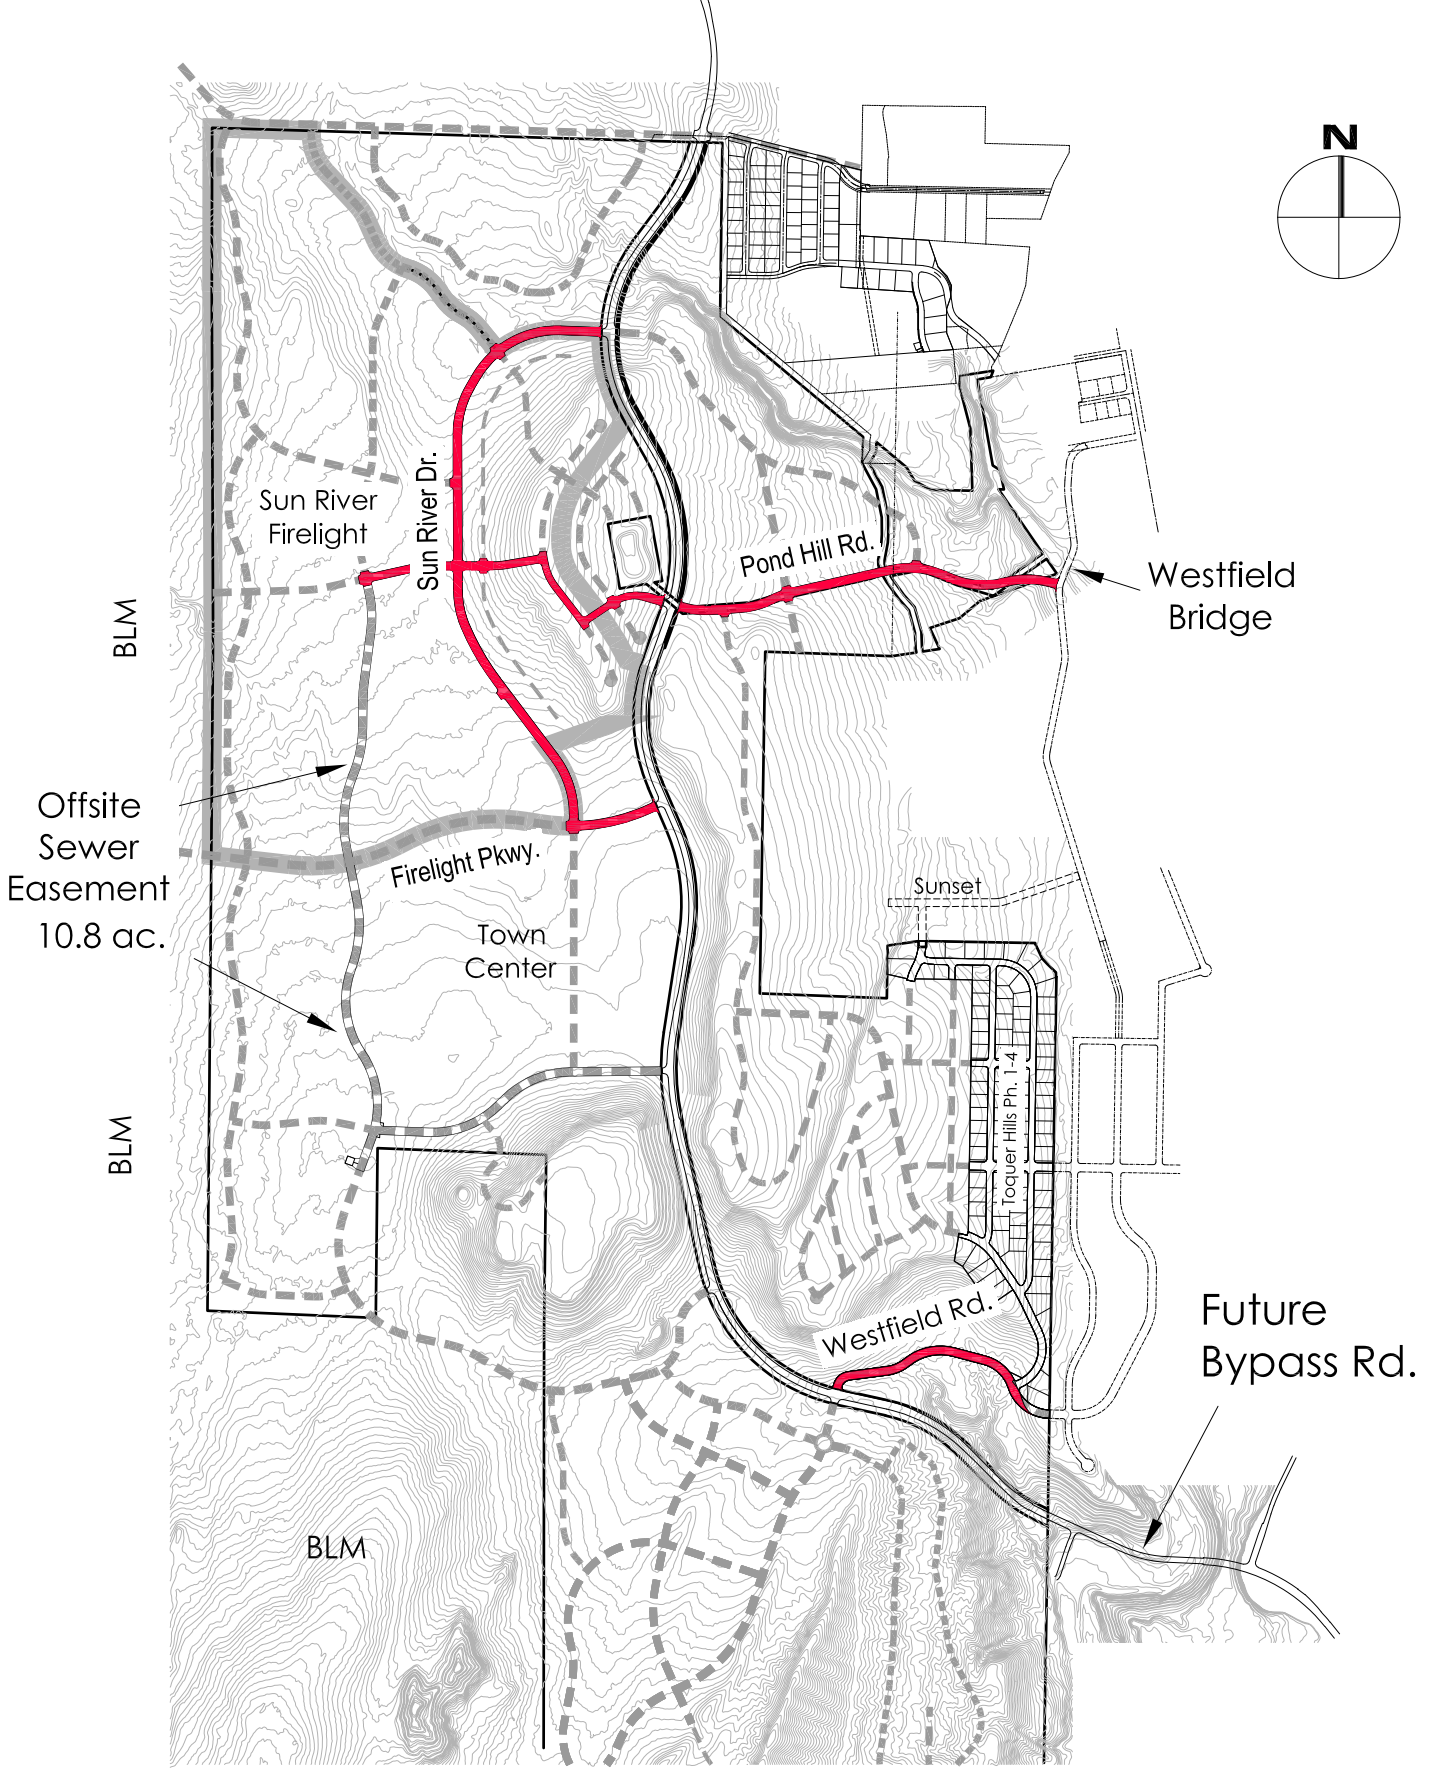 N
Sun River
Firelight
Sun River Dr.
Pond Hill Rd.
Westfield
Bridge
BLM
Offsite
Sewer
Easement
10.8 ac.
Firelight Pkwy.
Sunset
Town
Center
Toquer Hills Ph. 1-4
BLM
Westfield Rd.
Future
Bypass Rd.
BLM